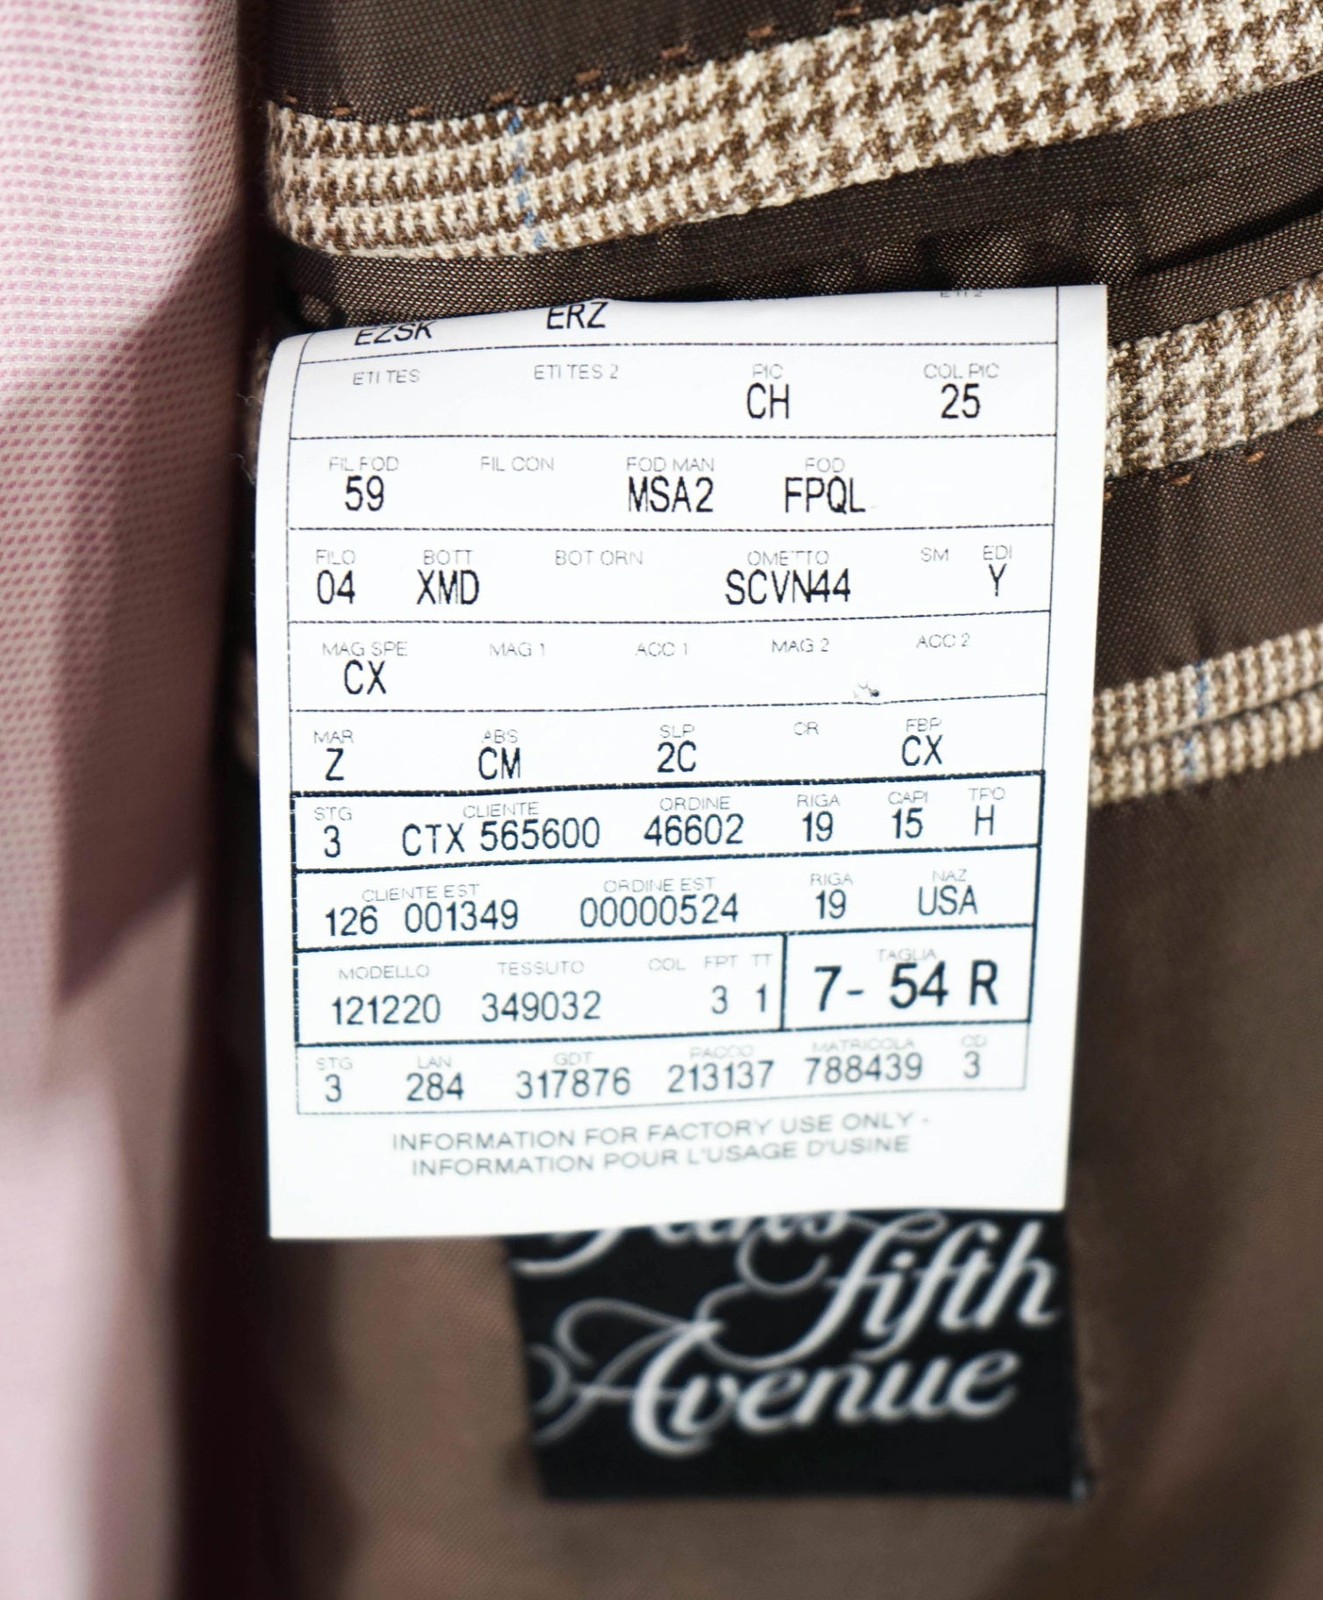 EZSK ERZ ETI 2
ETI TES ETI TES 2 PIC COL PIC
CH 25
FIL FOD FIL CON FOD MAN FOD
59 MSA2 FPQL
FILO BOTT BOT ORN OMETTO SM EDI
04 XMD SCVN44 Y
MAG SPE MAG 1 ACC 1 MAG 2 ACC 2
CX
MAR ABS SLP OR FBP
Z CM 2C CX
STG CLIENTE ORDINE RIGA CAPI TPO
3 CTX 565600 46602 19 15 H
CLIENTE EST ORDINE EST RIGA NAZ
126 001349 00000524 19 USA
MODELLO TESSUTO COL FPT TT TAGLIA
121220 349032 3 1 7- 54 R
STG LAN GDT PACCO MATRICOLA CD
3 284 317876 213137 788439 3
INFORMATION FOR FACTORY USE ONLY -
INFORMATION POUR L'USAGE D'USINE
fifth
Avenue